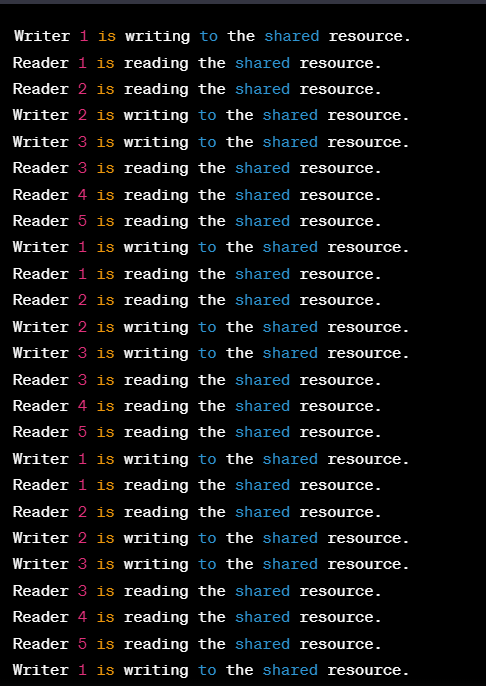 Writer 1 is writing to the shared resource.
Reader 1 is reading the shared resource.
Reader 2 is reading the shared resource.
Writer 2 is writing to the shared resource.
Writer 3 is writing to the shared resource.
Reader 3 is reading the shared resource.
Reader 4 is reading the shared resource.
Reader 5 is reading the shared resource.
Writer 1 is writing to the shared resource.
Reader 1 is reading the shared resource.
Reader 2 is reading the shared resource.
Writer 2 is writing to the shared resource.
Writer 3 is writing to the shared resource.
Reader 3 is reading the shared resource.
Reader 4 is reading the shared resource.
Reader 5 is reading the shared resource.
Writer 1 is writing to the shared resource.
Reader 1 is reading the shared resource.
Reader 2 is reading the shared resource.
Writer 2 is writing to the shared resource.
Writer 3 is writing to the shared resource.
Reader 3 is reading the shared resource.
Reader 4 is reading the shared resource.
Reader 5 is reading the shared resource.
Writer 1 is writing to the shared resource.